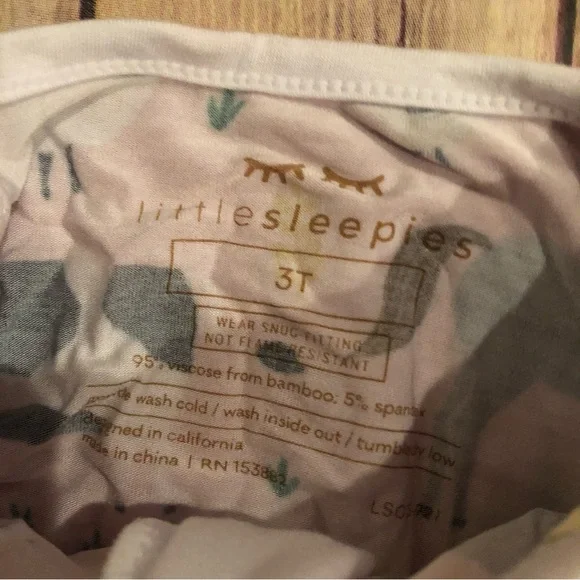 littlesleepies
3T
WEAR SNUG FITTING
NOT FLAME RESISTANT
95% viscose from bamboo. 5% spandex
wash cold / wash inside out / tumble dry low
designed in california
made in china | RN 153882